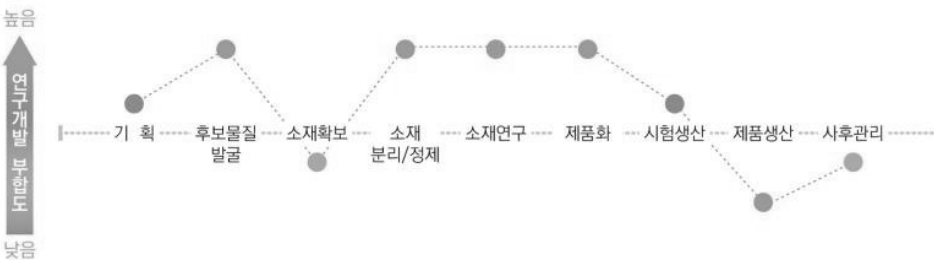 높음
연구개발 부합도
기 획
후보물질
발굴
소재확보
소재
분리/정제
소재연구
제품화
시험생산
제품생산
사후관리
낮음